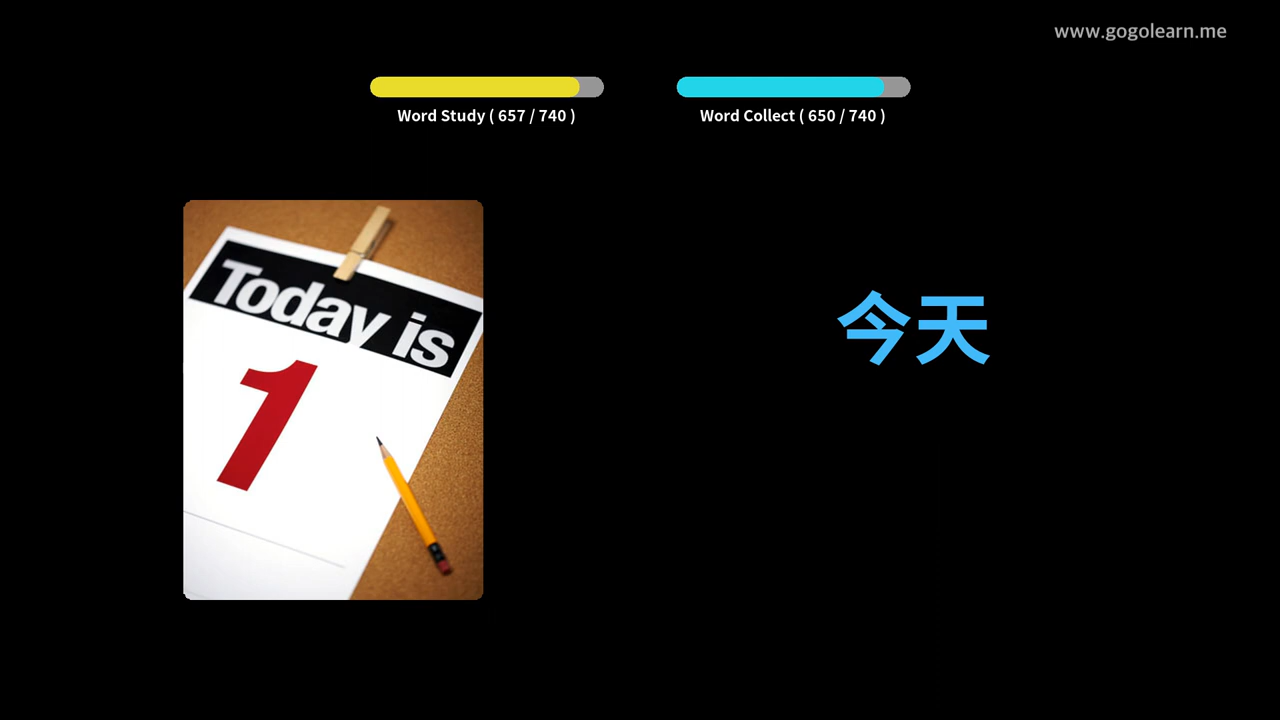 www.gogolearn.me
Word Study ( 657 / 740 )
Word Collect ( 650 / 740 )
Today is
1
今天